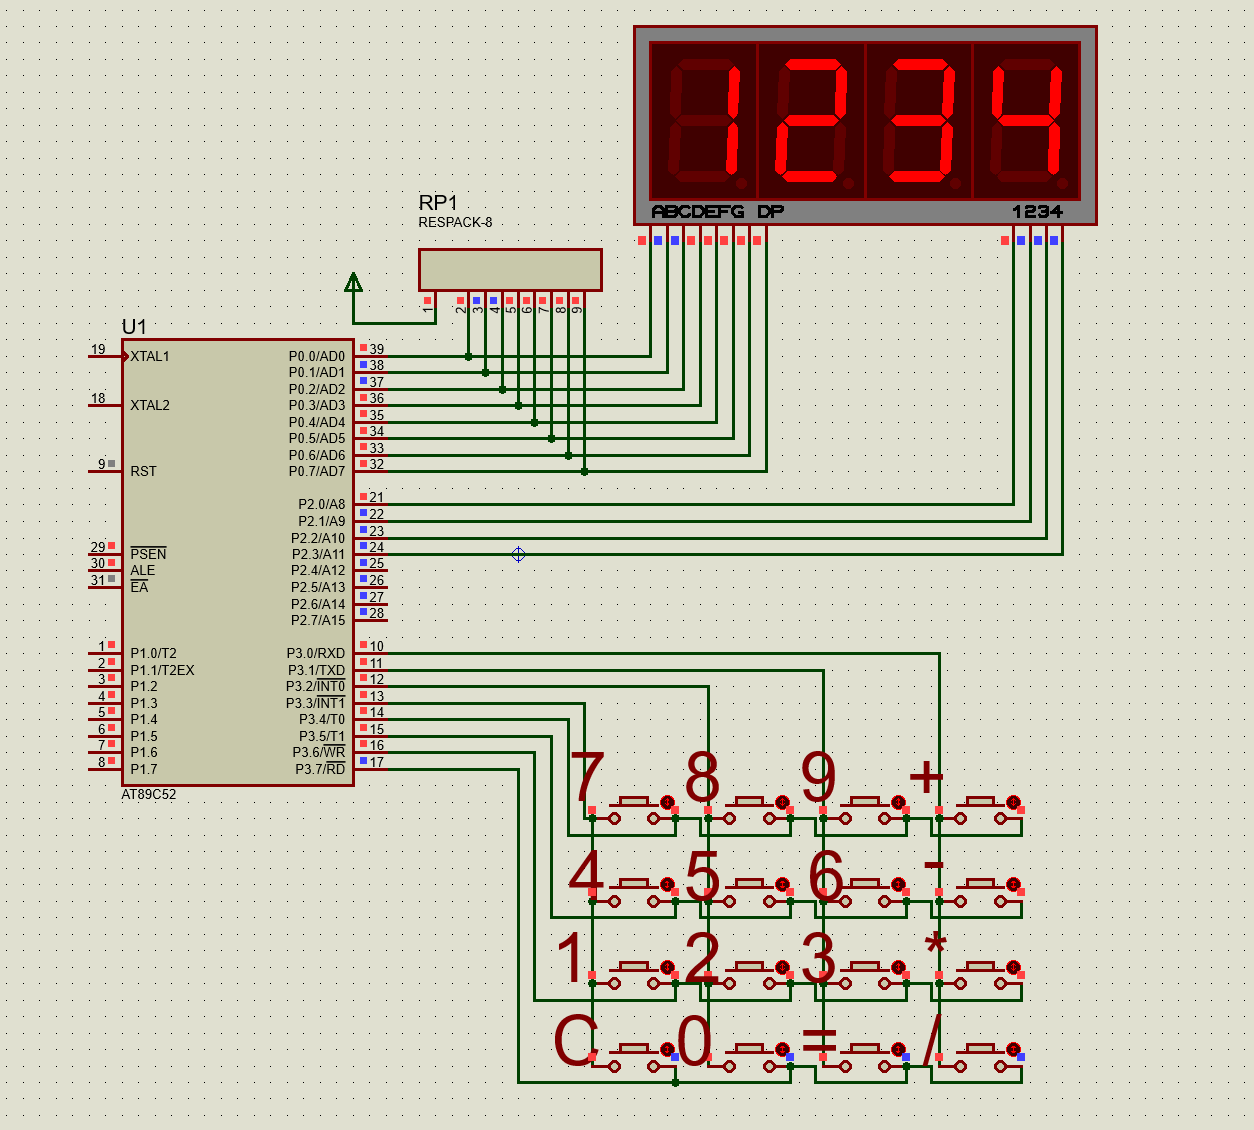 1234
ABCDEFG DP
1234
RP1
RESPACK-8
1
2
3
4
5
6
7
8
9
U1
19 XTAL1 P0.0/AD0 39
P0.1/AD1 38
P0.2/AD2 37
18 XTAL2 P0.3/AD3 36
P0.4/AD4 35
P0.5/AD5 34
P0.6/AD6 33
9 RST P0.7/AD7 32
P2.0/A8 21
P2.1/A9 22
P2.2/A10 23
29 PSEN P2.3/A11 24
30 ALE P2.4/A12 25
31 EA P2.5/A13 26
P2.6/A14 27
P2.7/A15 28
1 P1.0/T2 P3.0/RXD 10
2 P1.1/T2EX P3.1/TXD 11
3 P1.2 P3.2/INT0 12
4 P1.3 P3.3/INT1 13
5 P1.4 P3.4/T0 14
6 P1.5 P3.5/T1 15
7 P1.6 P3.6/WR 16
8 P1.7 P3.7/RD 17
AT89C52
7 8 9 +
4 5 6 -
1 2 3 *
C 0 = /